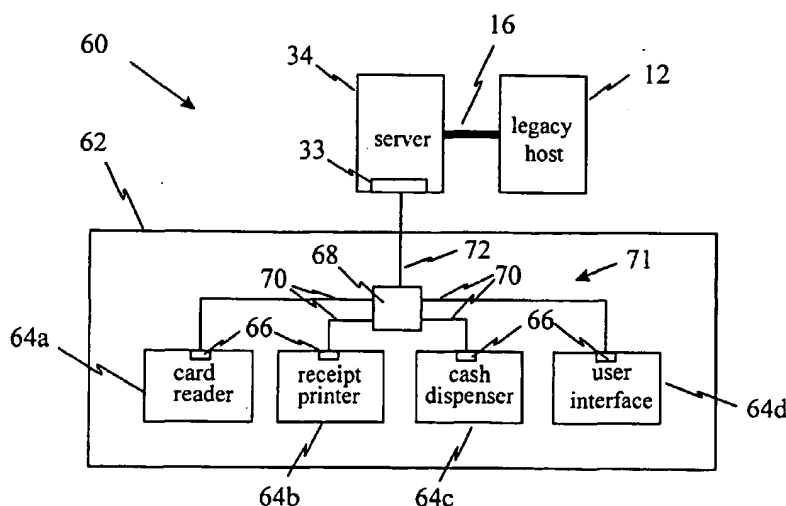 60
34
16
12
server
legacy
host
33
62
72
68
71
70
70
66
66
64a
card
reader
receipt
printer
cash
dispenser
user
interface
64d
64b
64c